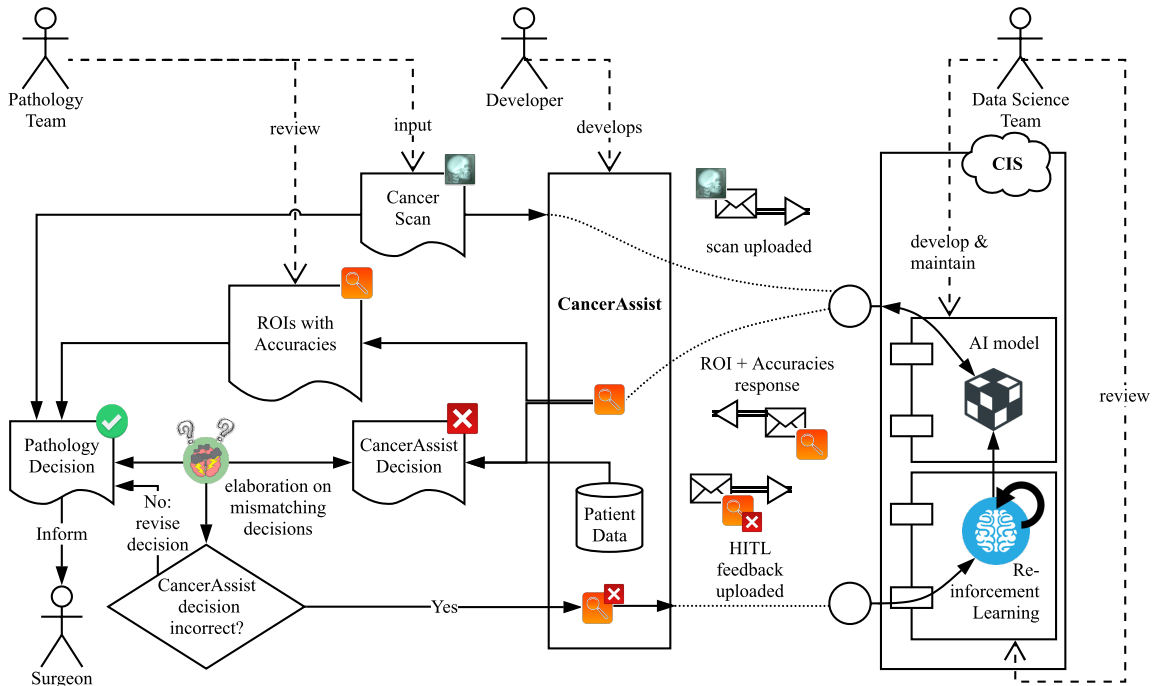 Pathology
Team
Developer
Data Science
Team
review
input
develops
CIS
Cancer
Scan
scan uploaded
develop &
maintain
CancerAssist
ROIs with
Accuracies
AI model
ROI + Accuracies
response
review
Pathology
Decision
CancerAssist
Decision
elaboration on
mismatching
decisions
No:
revise
decision
Patient
Data
Inform
HITL
feedback
uploaded
CancerAssist
decision
incorrect?
Yes
Re-
inforcement
Learning
Surgeon